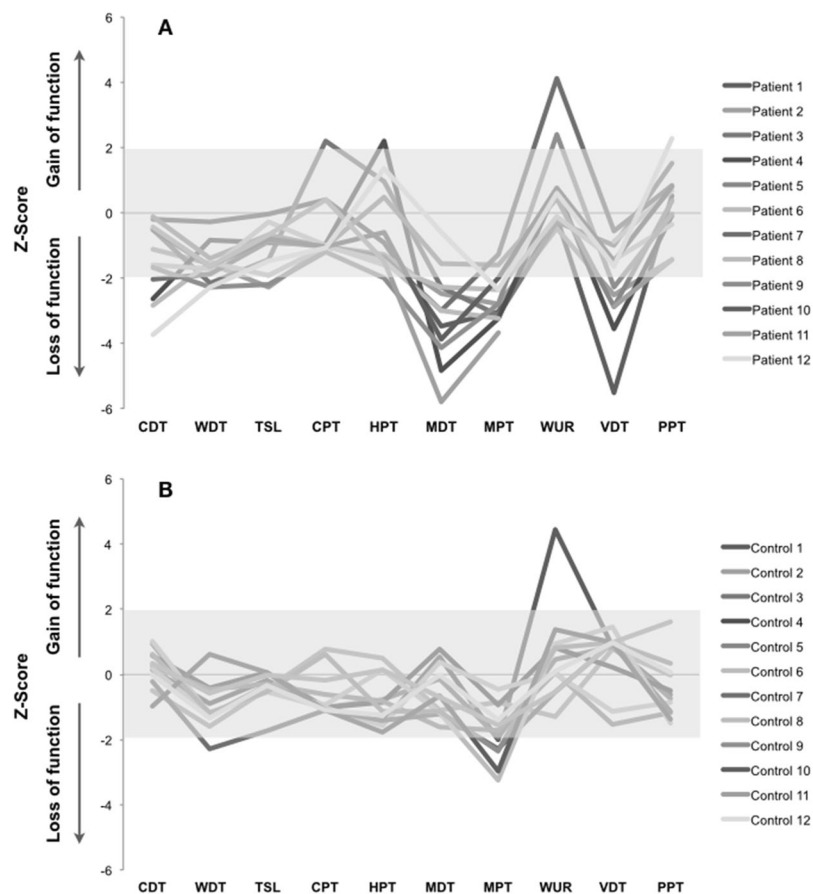 A
6
4
2
0
-2
-4
-6
Z-Score
Gain of function
Loss of function
CDT WDT TSL CPT HPT MDT MPT WUR VDT PPT
Patient 1
Patient 2
Patient 3
Patient 4
Patient 5
Patient 6
Patient 7
Patient 8
Patient 9
Patient 10
Patient 11
Patient 12
B
6
4
2
0
-2
-4
-6
Z-Score
Gain of function
Loss of function
CDT WDT TSL CPT HPT MDT MPT WUR VDT PPT
Control 1
Control 2
Control 3
Control 4
Control 5
Control 6
Control 7
Control 8
Control 9
Control 10
Control 11
Control 12